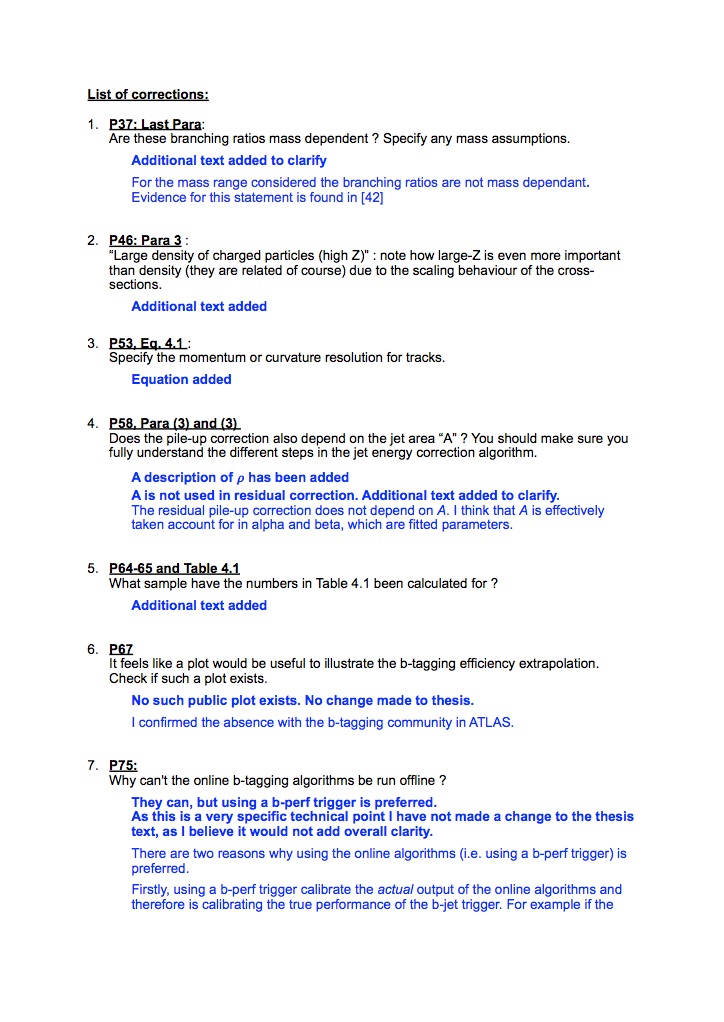 List of corrections:
1. P37: Last Para:
Are these branching ratios mass dependent ? Specify any mass assumptions.
Additional text added to clarify
For the mass range considered the branching ratios are not mass dependant.
Evidence for this statement is found in [42]
2. P46: Para 3 :
“Large density of charged particles (high Z)” : note how large-Z is even more important
than density (they are related of course) due to the scaling behaviour of the cross-
sections.
Additional text added
3. P53, Eq. 4.1 :
Specify the momentum or curvature resolution for tracks.
Equation added
4. P58, Para (3) and (3)
Does the pile-up correction also depend on the jet area “A” ? You should make sure you
fully understand the different steps in the jet energy correction algorithm.
A description of ρ has been added
A is not used in residual correction. Additional text added to clarify.
The residual pile-up correction does not depend on A. I think that A is effectively
taken account for in alpha and beta, which are fitted parameters.
5. P64-65 and Table 4.1
What sample have the numbers in Table 4.1 been calculated for ?
Additional text added
6. P67
It feels like a plot would be useful to illustrate the b-tagging efficiency extrapolation.
Check if such a plot exists.
No such public plot exists. No change made to thesis.
I confirmed the absence with the b-tagging community in ATLAS.
7. P75:
Why can't the online b-tagging algorithms be run offline ?
They can, but using a b-perf trigger is preferred.
As this is a very specific technical point I have not made a change to the thesis
text, as I believe it would not add overall clarity.
There are two reasons why using the online algorithms (i.e. using a b-perf trigger) is
preferred.
Firstly, using a b-perf trigger calibrate the actual output of the online algorithms and
therefore is calibrating the true performance of the b-jet trigger. For example if the